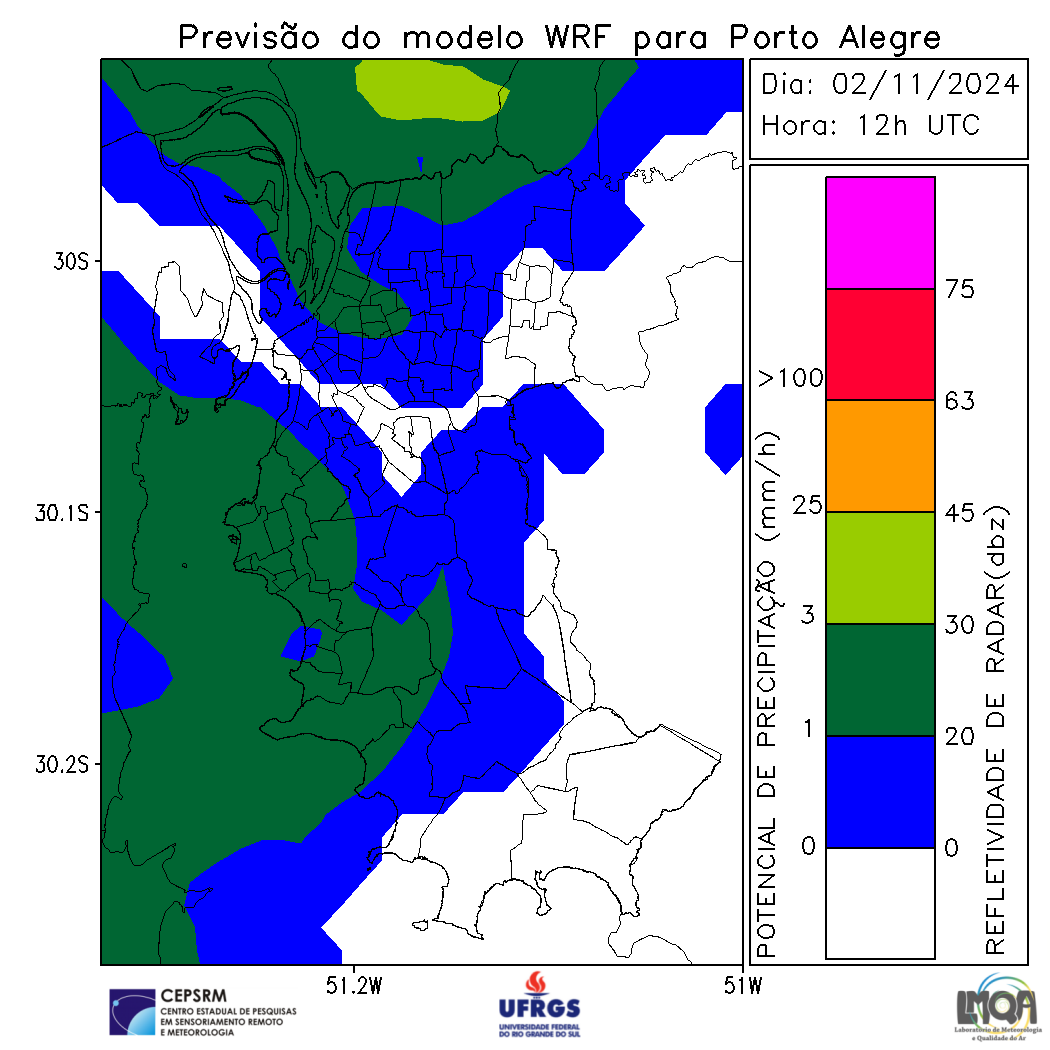 Previsão do modelo WRF para Porto Alegre
Dia: 02/11/2024
Hora: 12h UTC
30S
30.1S
30.2S
51.2W
51W
POTENCIAL DE PRECIPITAÇÃO (mm/h)
>100
25
3
1
0
75
63
45
30
20
0
REFLETIVIDADE DE RADAR(dbz)
CEPSRM
CENTRO ESTADUAL DE PESQUISAS
EM SENSORIAMENTO REMOTO
E METEOROLOGIA
UFRGS
UNIVERSIDADE FEDERAL
DO RIO GRANDE DO SUL
LMQA
Laboratório de Meteorologia
e Qualidade do Ar